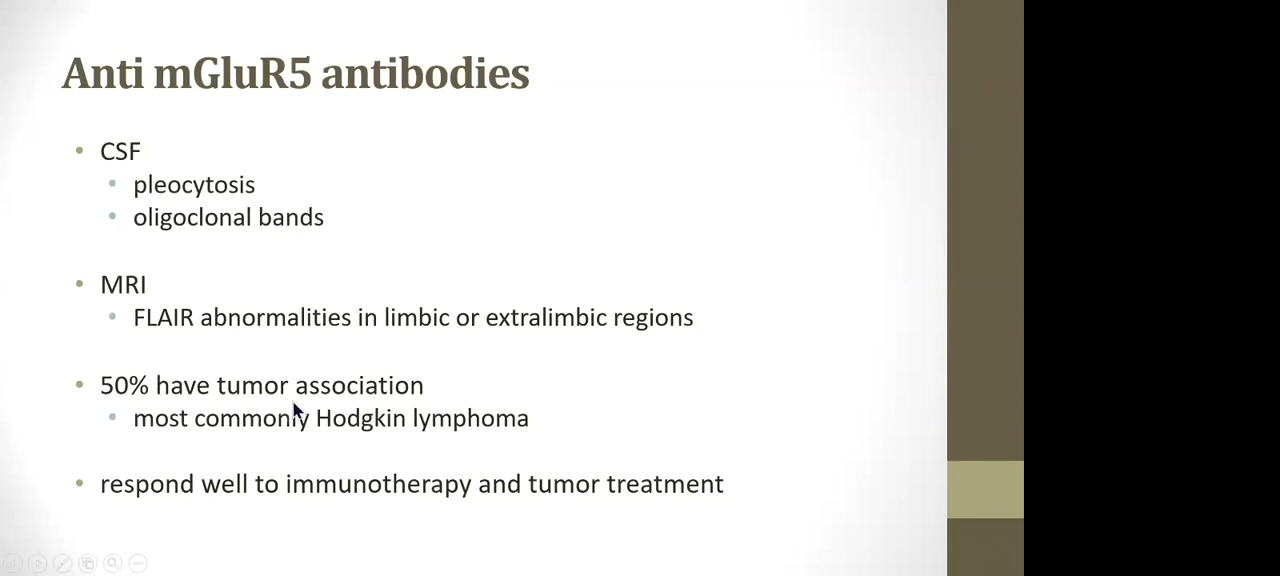 Anti mGluR5 antibodies
CSF
pleocytosis
oligoclonal bands
MRI
FLAIR abnormalities in limbic or extralimbic regions
50% have tumor association
most commonly Hodgkin lymphoma
respond well to immunotherapy and tumor treatment